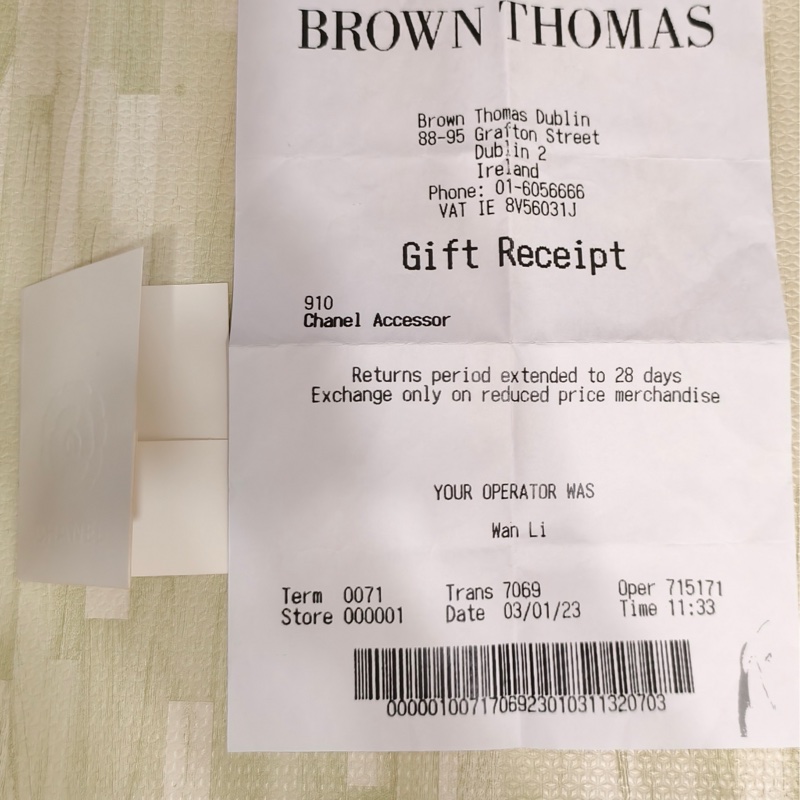 BROWN THOMAS
Brown Thomas Dublin
88-95 Grafton Street
Dublin 2
Ireland
Phone: 01-6056666
VAT IE 8V56031J
Gift Receipt
910
Chanel Accessor
Returns period extended to 28 days
Exchange only on reduced price merchandise
YOUR OPERATOR WAS
Wan Li
Term 0071 Trans 7069 Oper 715171
Store 000001 Date 03/01/23 Time 11:33
0000010071706923010311320703